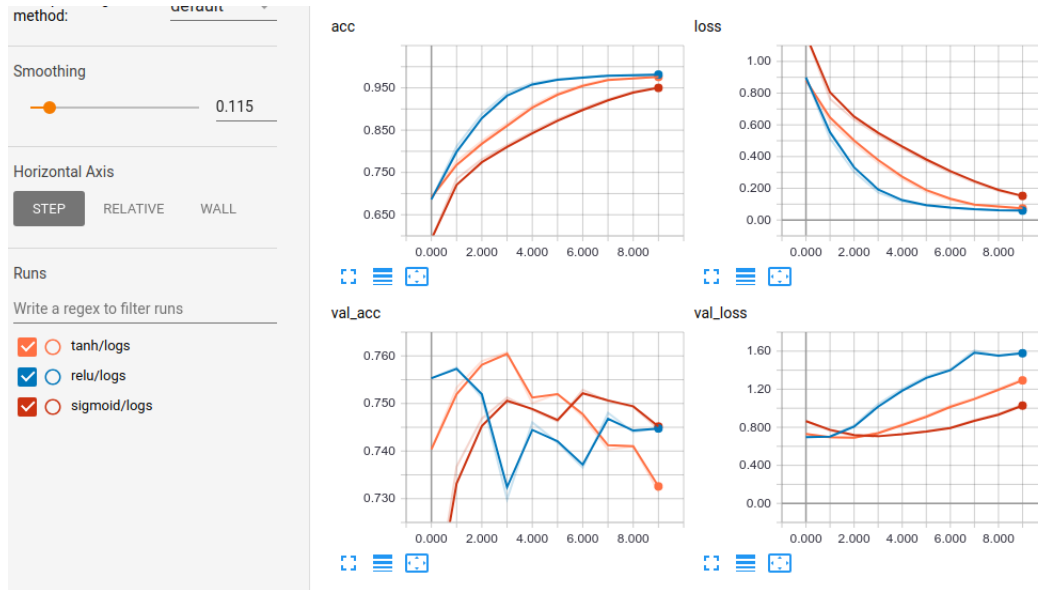 default
method:
Smoothing
0.115
Horizontal Axis
STEP RELATIVE WALL
Runs
Write a regex to filter runs
tanh/logs
relu/logs
sigmoid/logs
acc
0.950
0.850
0.750
0.650
0.000 2.000 4.000 6.000 8.000
loss
1.00
0.800
0.600
0.400
0.200
0.00
0.000 2.000 4.000 6.000 8.000
val_acc
0.760
0.750
0.740
0.730
0.000 2.000 4.000 6.000 8.000
val_loss
1.60
1.20
0.800
0.400
0.00
0.000 2.000 4.000 6.000 8.000